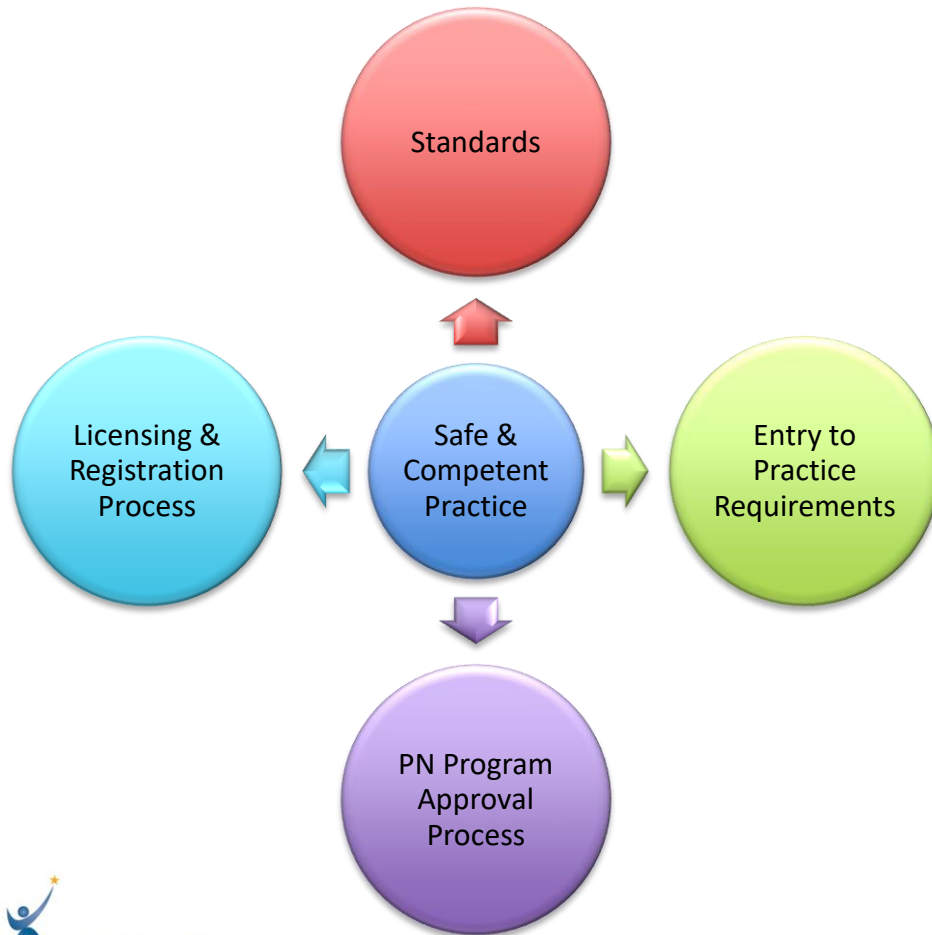 Standards
Licensing &
Registration
Process
Safe &
Competent
Practice
Entry to
Practice
Requirements
PN Program
Approval
Process